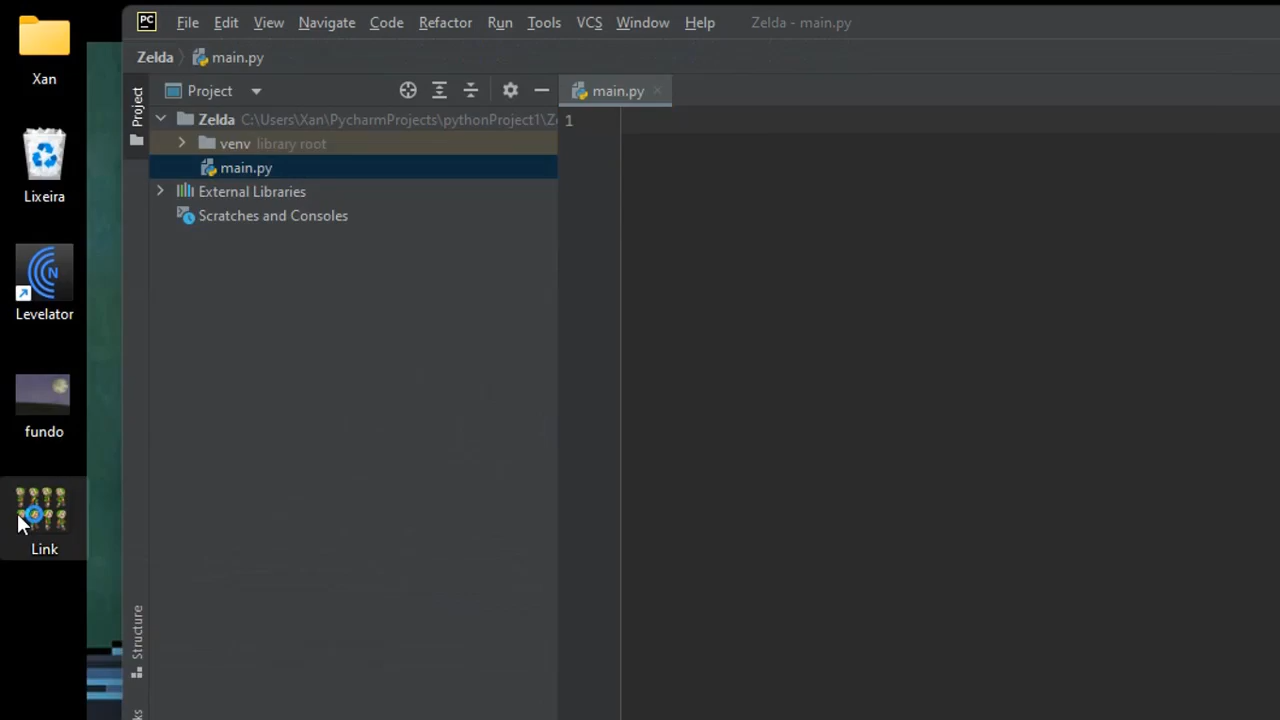 Xan
Lixeira
Levelator
fundo
Link
PC
File Edit View Navigate Code Refactor Run Tools VCS Window Help Zelda - main.py
Zelda main.py
Project
Project
main.py
Zelda C:\Users\Xan\PycharmProjects\pythonProject1\Ze
venv library root
main.py
External Libraries
Scratches and Consoles
1
Structure